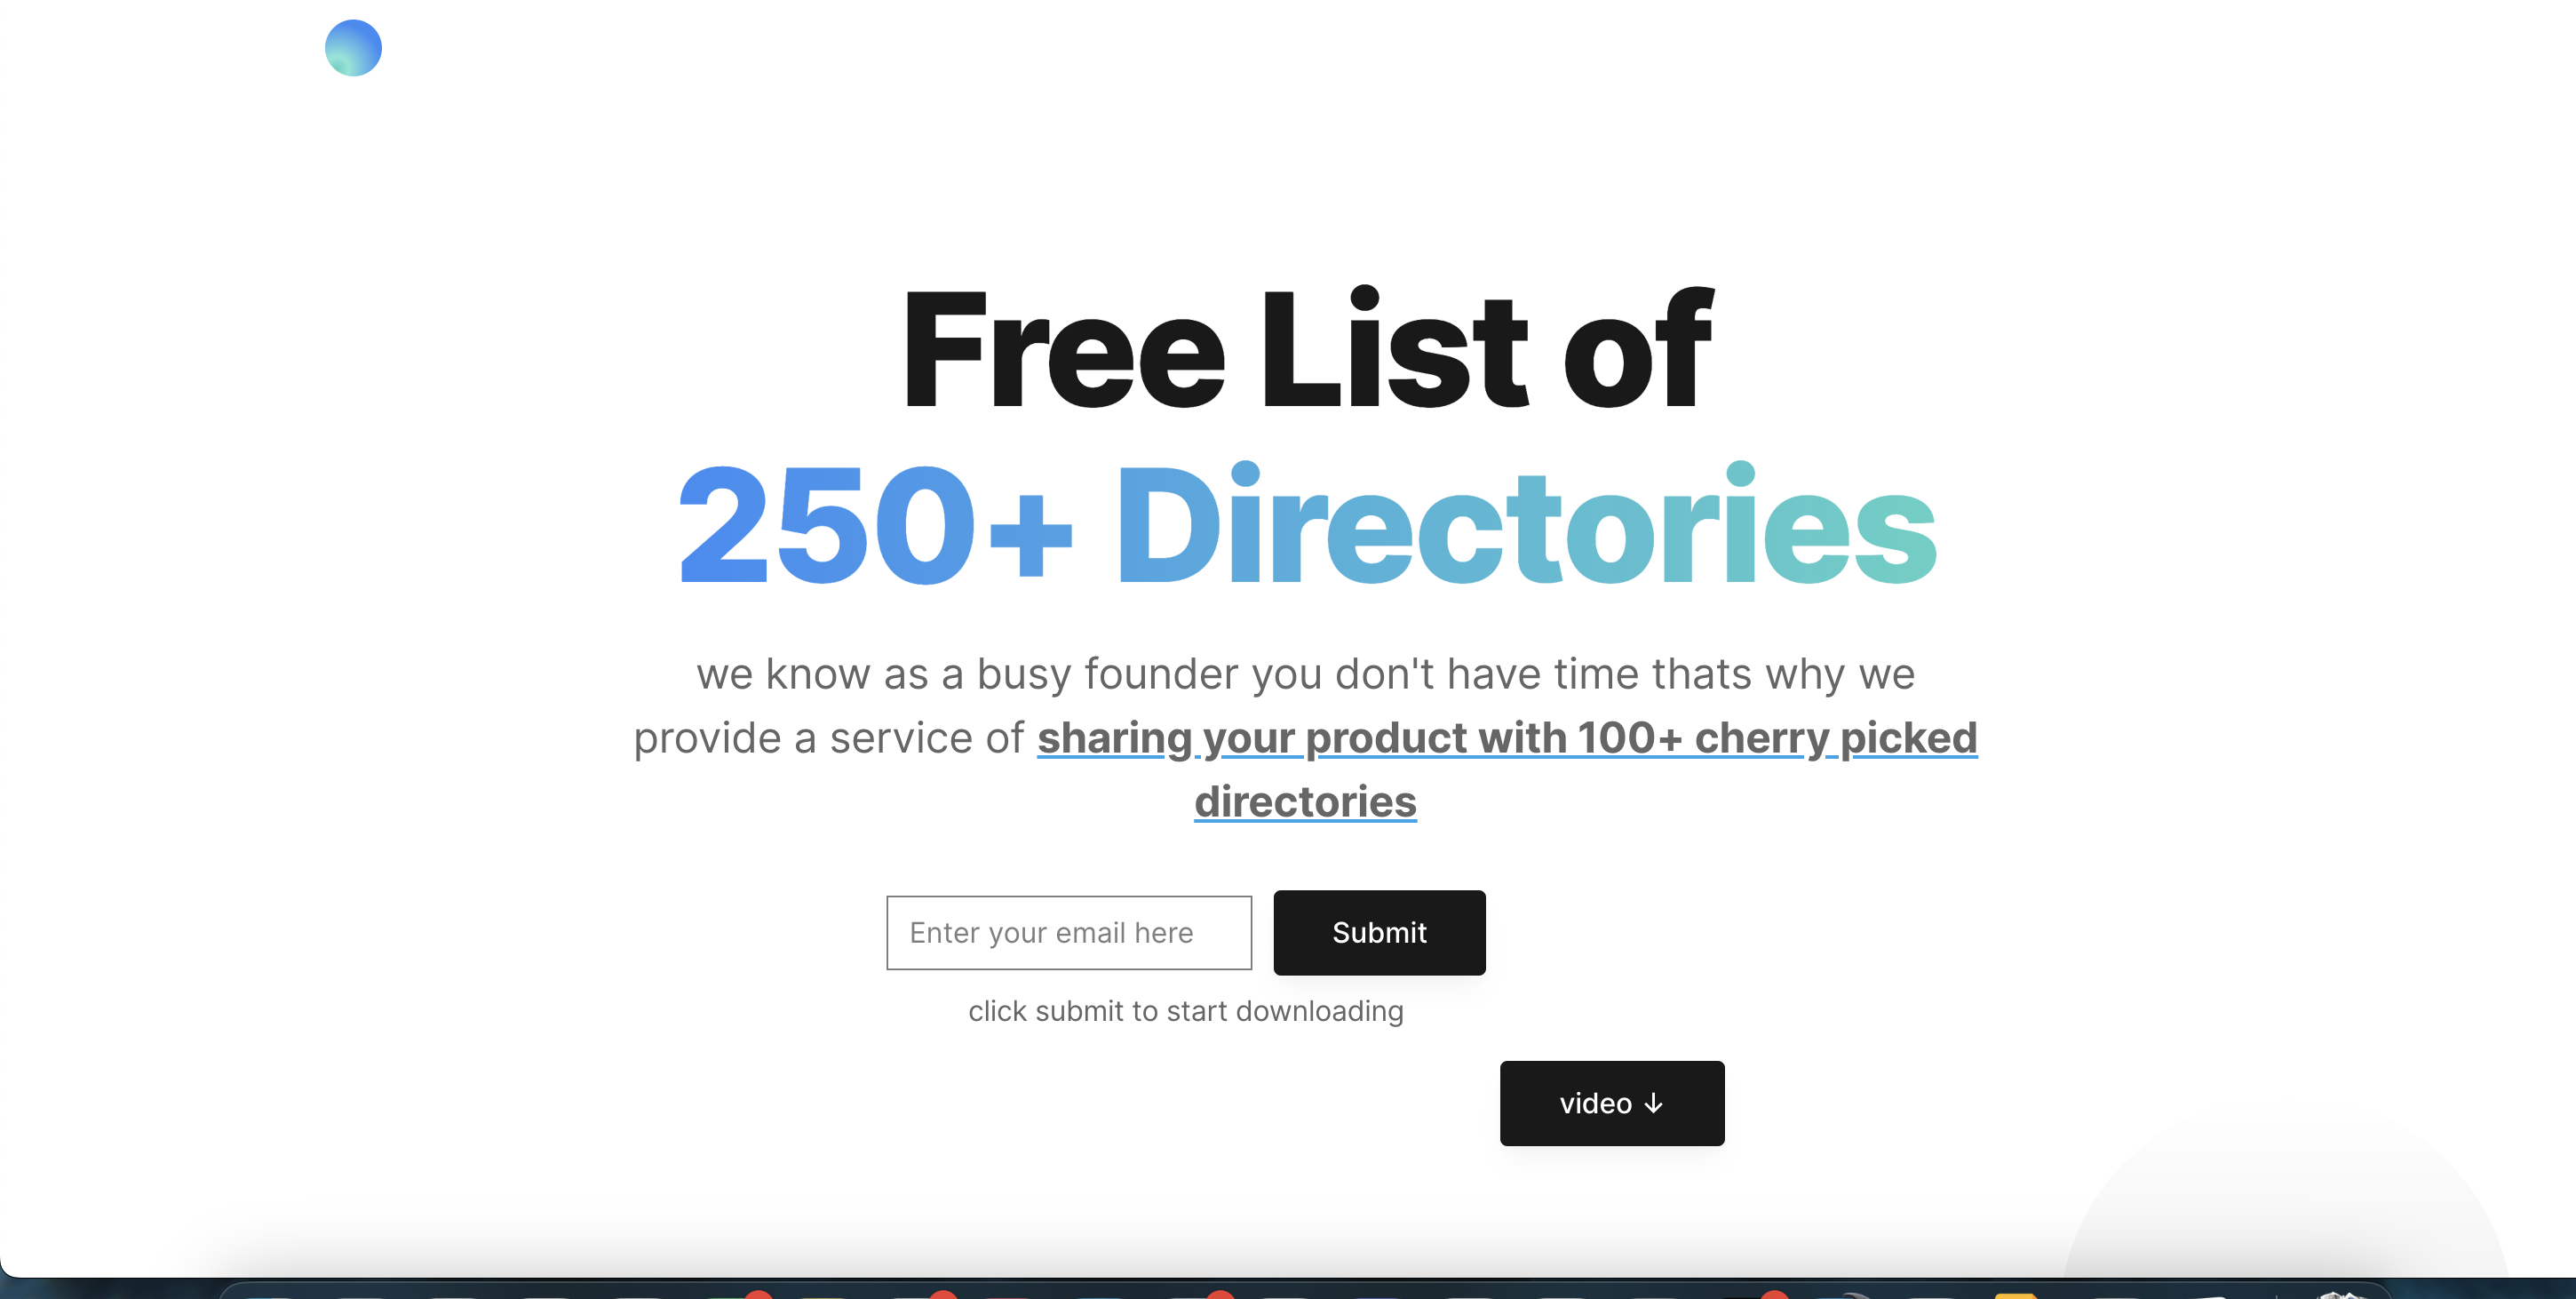 Free List of
250+ Directories
we know as a busy founder you don't have time thats why we
provide a service of sharing your product with 100+ cherry picked
directories
Enter your email here
Submit
click submit to start downloading
video ↓